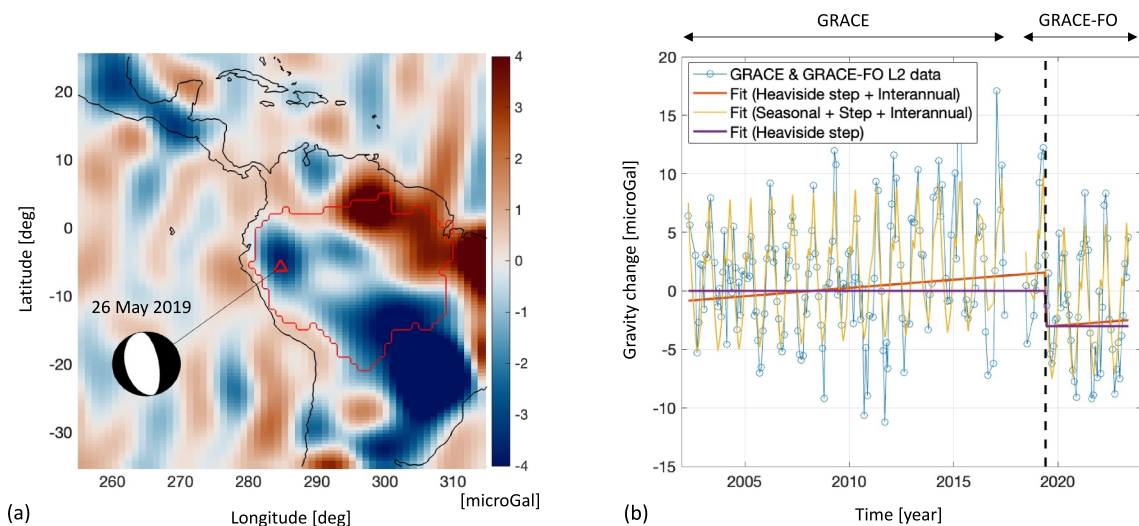 GRACE
GRACE-FO
20
10
0
-10
-20
-30
Latitude [deg]
26 May 2019
260
270
280
290
300
310
Longitude [deg]
4
3
2
1
0
-1
-2
-3
-4
[microGal]
(a)
20
15
10
5
0
-5
-10
-15
Gravity change [microGal]
GRACE & GRACE-FO L2 data
Fit (Heaviside step + Interannual)
Fit (Seasonal + Step + Interannual)
Fit (Heaviside step)
2005
2010
2015
2020
Time [year]
(b)